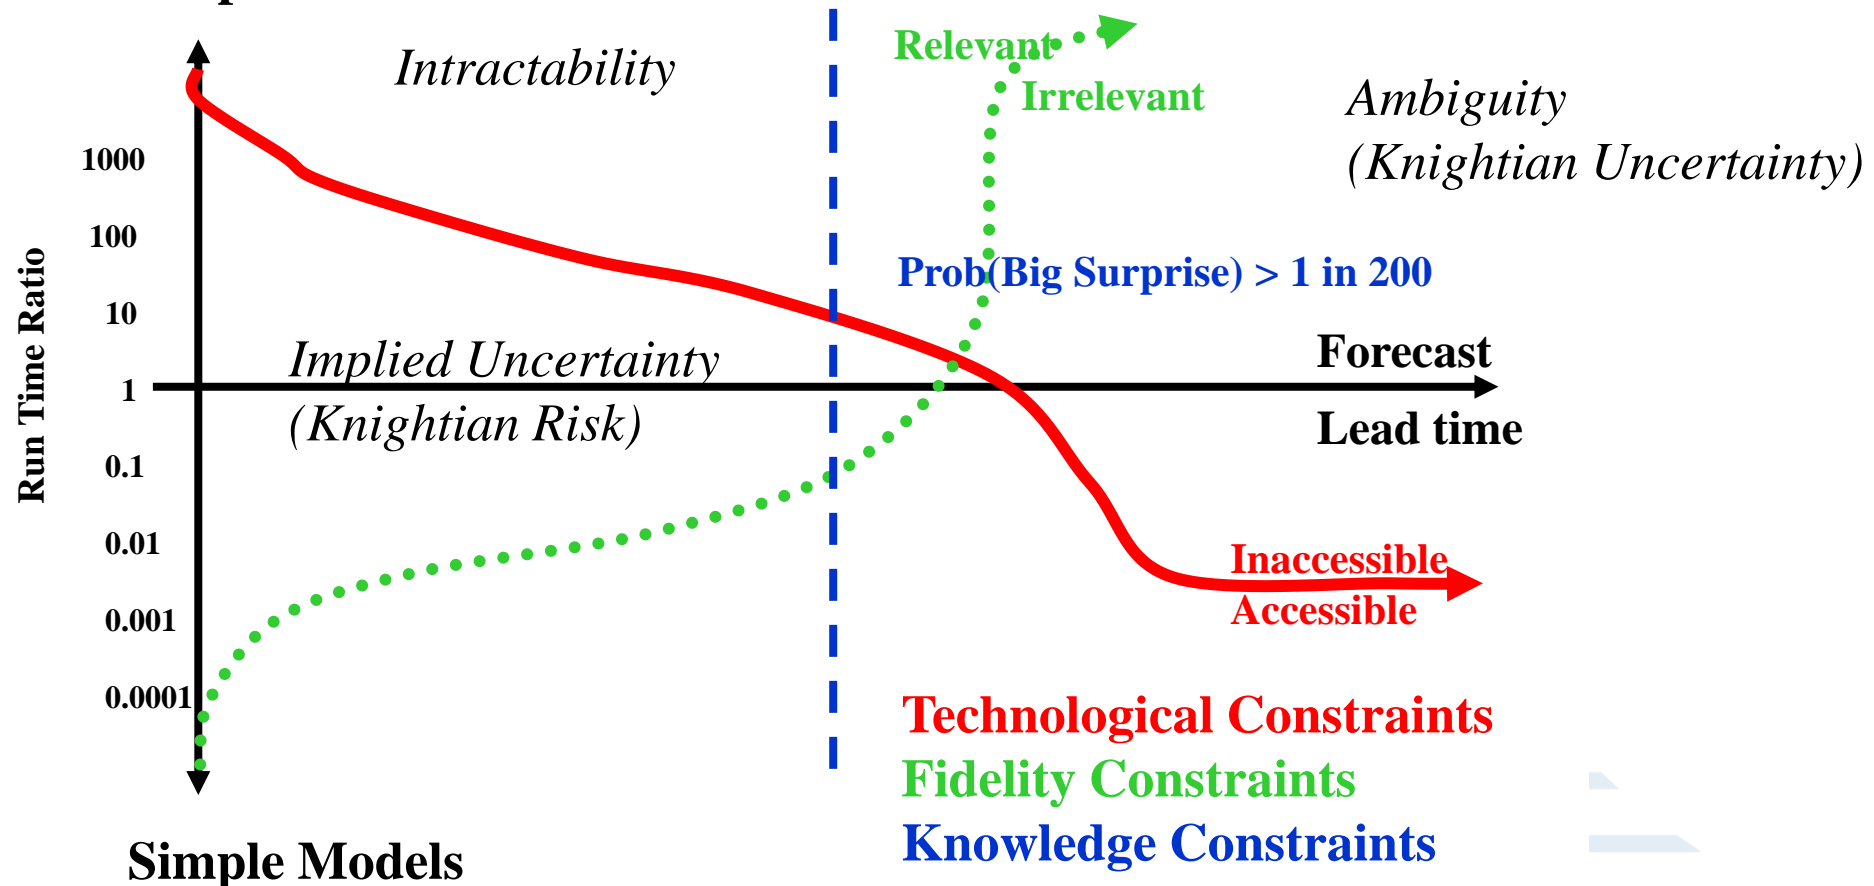 Relevant
Intractability
Irrelevant
Ambiguity
(Knightian Uncertainty)
1000
100
Prob(Big Surprise) > 1 in 200
10
Run Time Ratio
Implied Uncertainty
Forecast
1
(Knightian Risk)
Lead time
0.1
0.01
Inaccessible
0.001
Accessible
0.0001
Technological Constraints
Fidelity Constraints
Knowledge Constraints
Simple Models